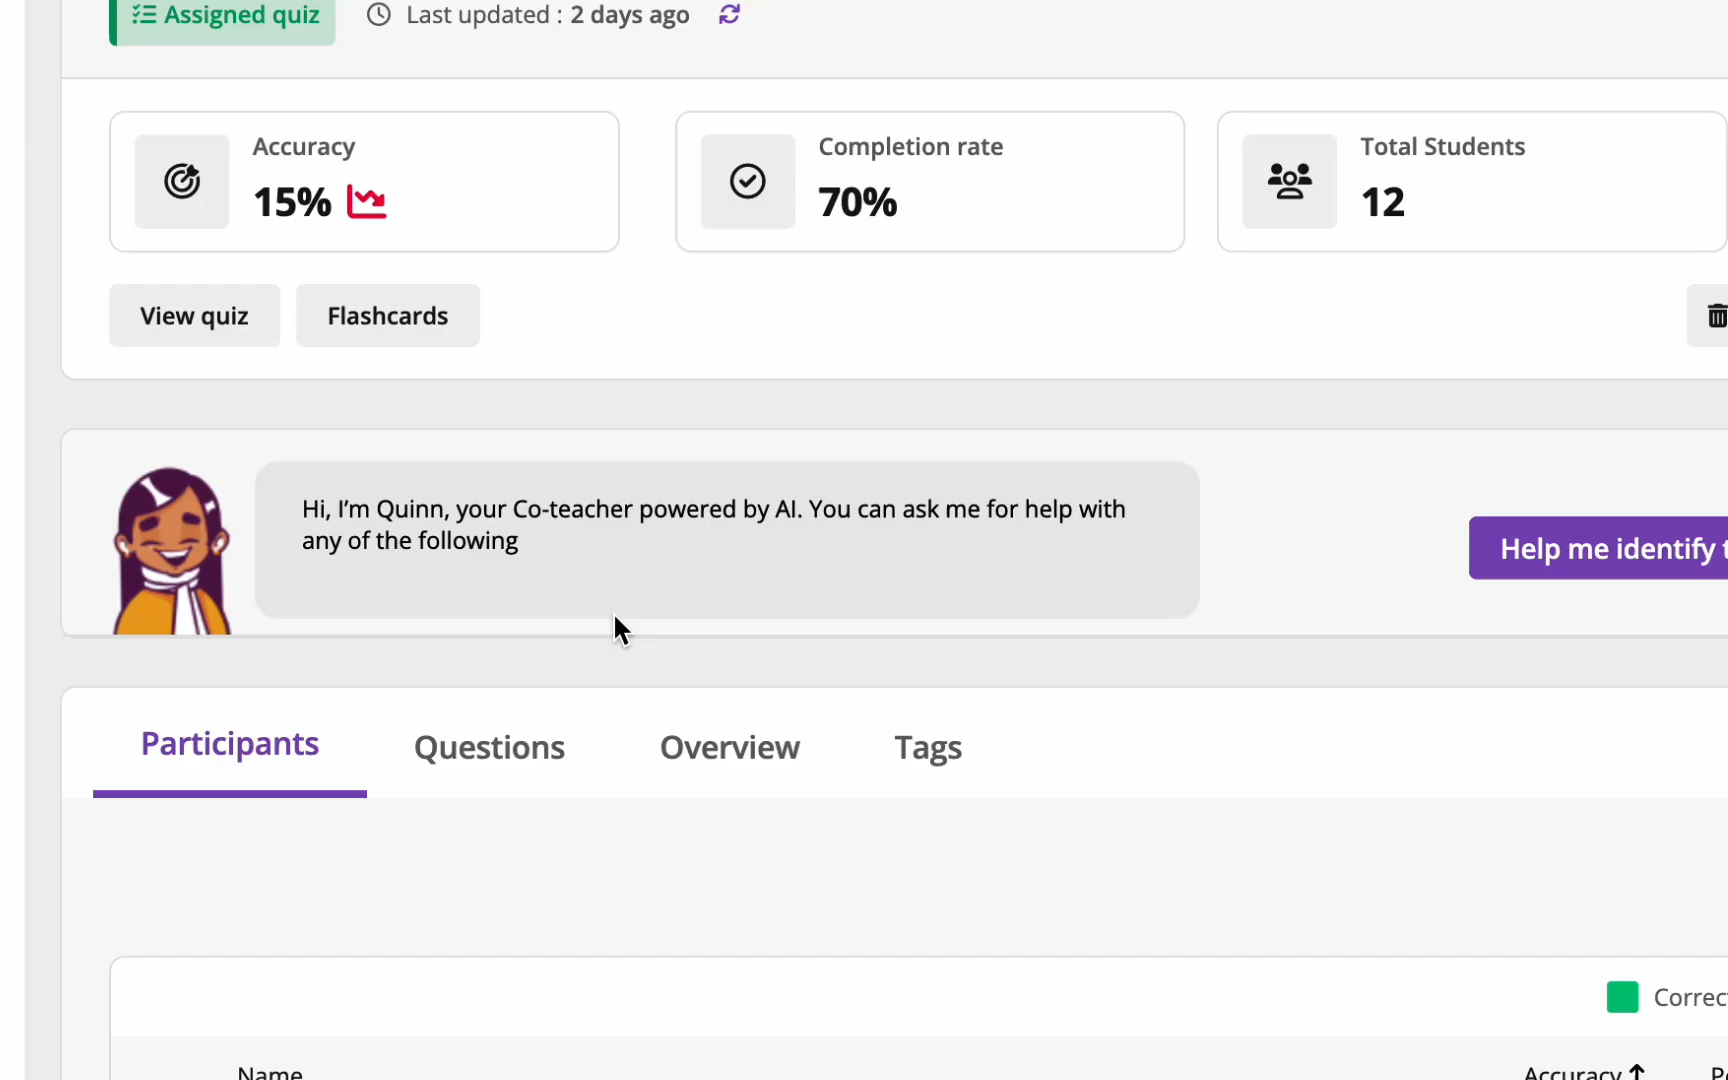 Assigned quiz
Last updated : 2 days ago
Accuracy
15%
Completion rate
70%
Total Students
12
View quiz
Flashcards
Hi, I'm Quinn, your Co-teacher powered by AI. You can ask me for help with
any of the following
Help me identify
Participants
Questions
Overview
Tags
Correc
Name
Accuracy